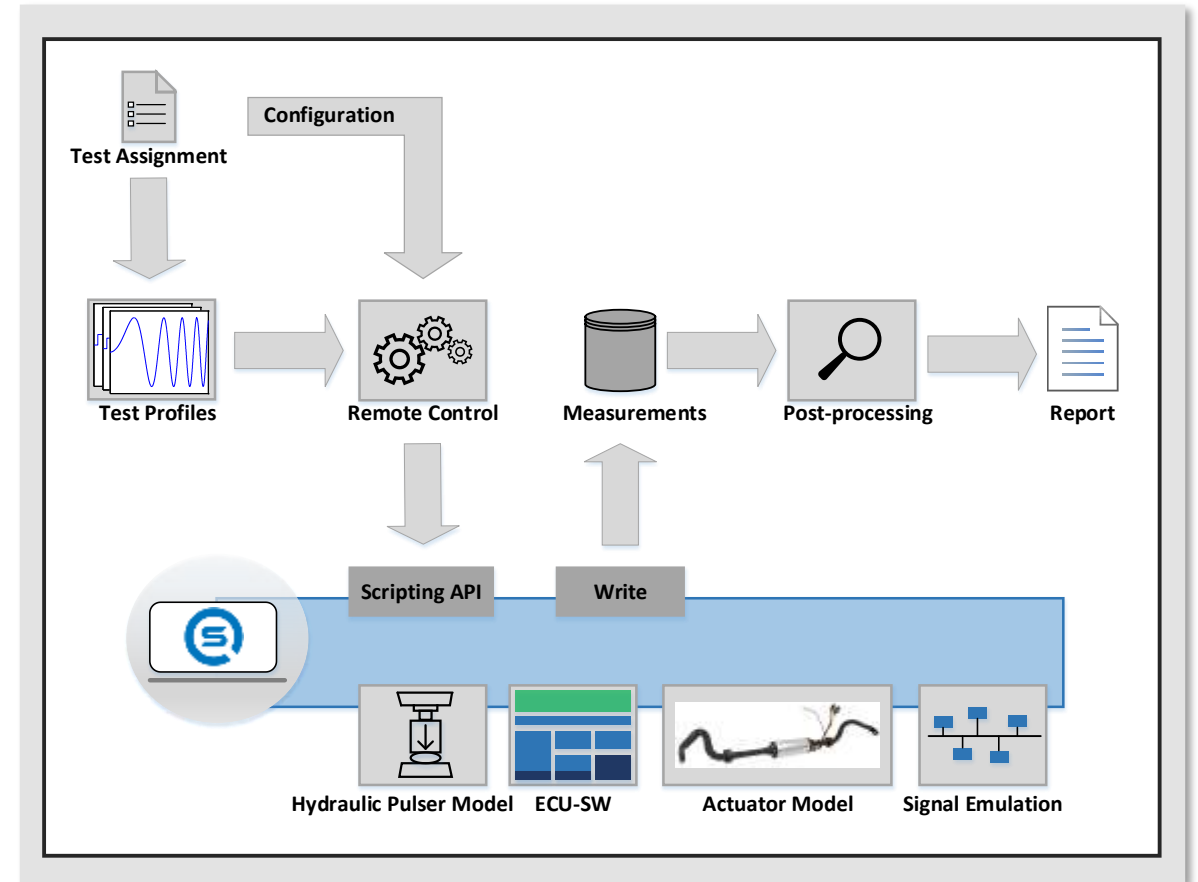 Configuration
Test Assignment
Test Profiles
Remote Control
Measurements
Post-processing
Report
Scripting API
Write
S
Hydraulic Pulser Model
ECU-SW
Actuator Model
Signal Emulation